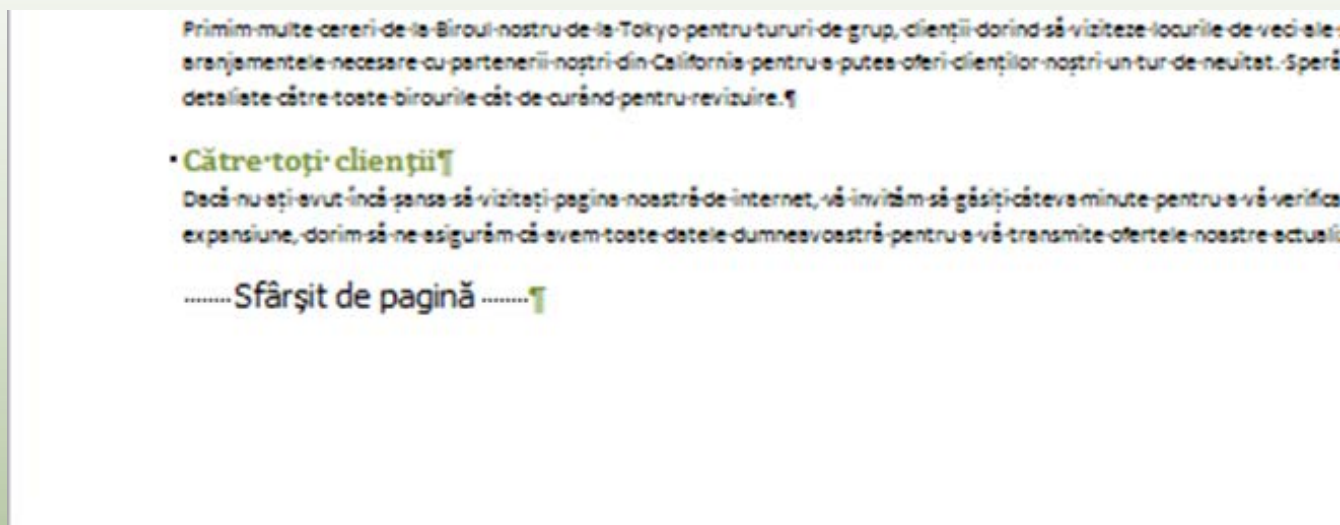 Primim multe cereri de la Biroul nostru de la Tokyo pentru tururi de grup, clienții dorind să viziteze locurile de veci ale
aranjamentele necesare cu partenerii noștri din California pentru a putea oferi clienților noștri un tur de neuitat. Speră
detaliate către toate birourile cât de curând pentru revizuire.¶
Către toţi clienţii¶
Dacă nu ați avut încă șansa să vizitați pagina noastră de internet, vă invităm să găsiți câteva minute pentru a vă verifica
expansiune, dorim să ne asigurăm că avem toate datele dumneavoastră pentru a vă transmite ofertele noastre actualiz
........Sfârşit de pagină........¶